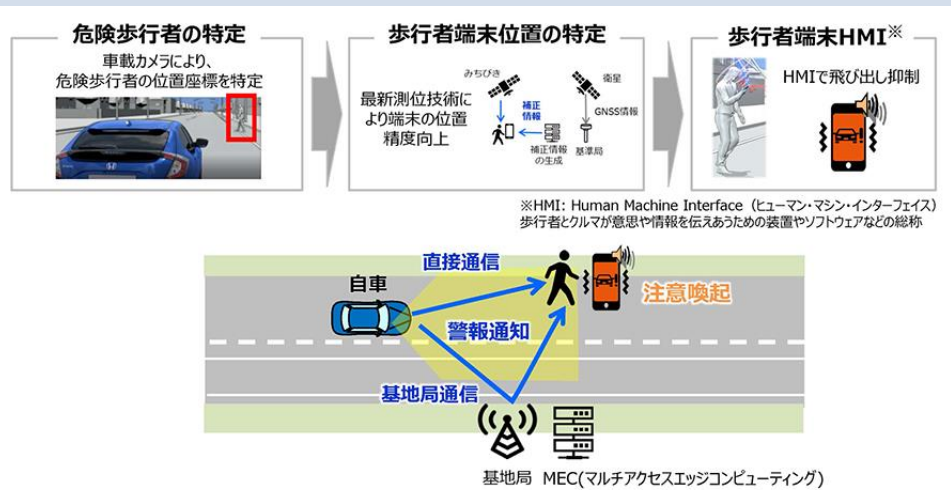 危険歩行者の特定
車載カメラにより、
危険歩行者の位置座標を特定
歩行者端末位置の特定
最新測位技術に
より端末の位置
精度向上
みちびき
補正
情報
補正情報
の生成
衛星
GNSS情報
基準局
歩行者端末HMI※
HMIで飛び出し抑制
※HMI: Human Machine Interface（ヒューマン・マシン・インターフェイス）
歩行者とクルマが意思や情報を伝えあうための装置やソフトウェアなどの総称
直接通信
自車
注意喚起
警報通知
基地局通信
基地局
MEC(マルチアクセスエッジコンピューティング)